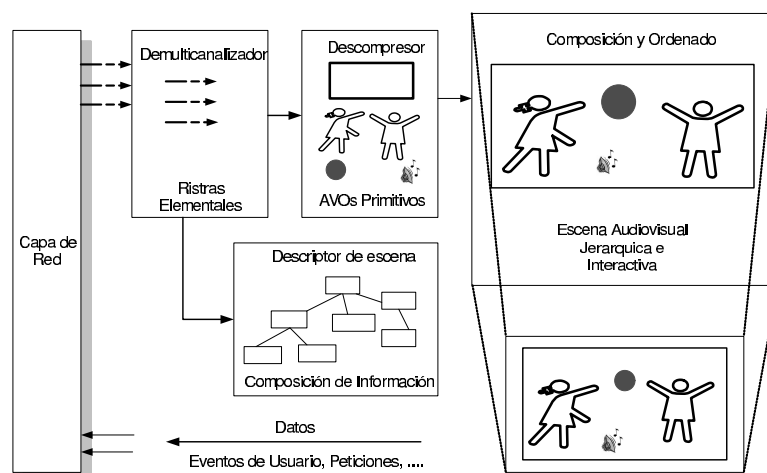 Capa de
Red
Demulticanalizador
Ristras
Elementales
Descompresor
AVOs Primitivos
Descriptor de escena
Composición de Información
Composición y Ordenado
Escena Audiovisual
Jerarquica e
Interactiva
Datos
Eventos de Usuario, Peticiones, ....